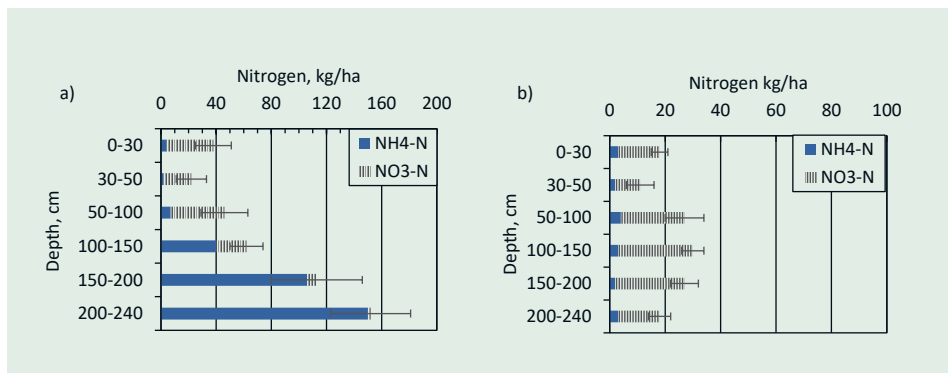 a)
Nitrogen, kg/ha
0 40 80 120 160 200
Depth, cm
0-30
30-50
50-100
100-150
150-200
200-240
NH4-N
NO3-N
b)
Nitrogen kg/ha
0 20 40 60 80 100
Depth, cm
0-30
30-50
50-100
100-150
150-200
200-240
NH4-N
NO3-N